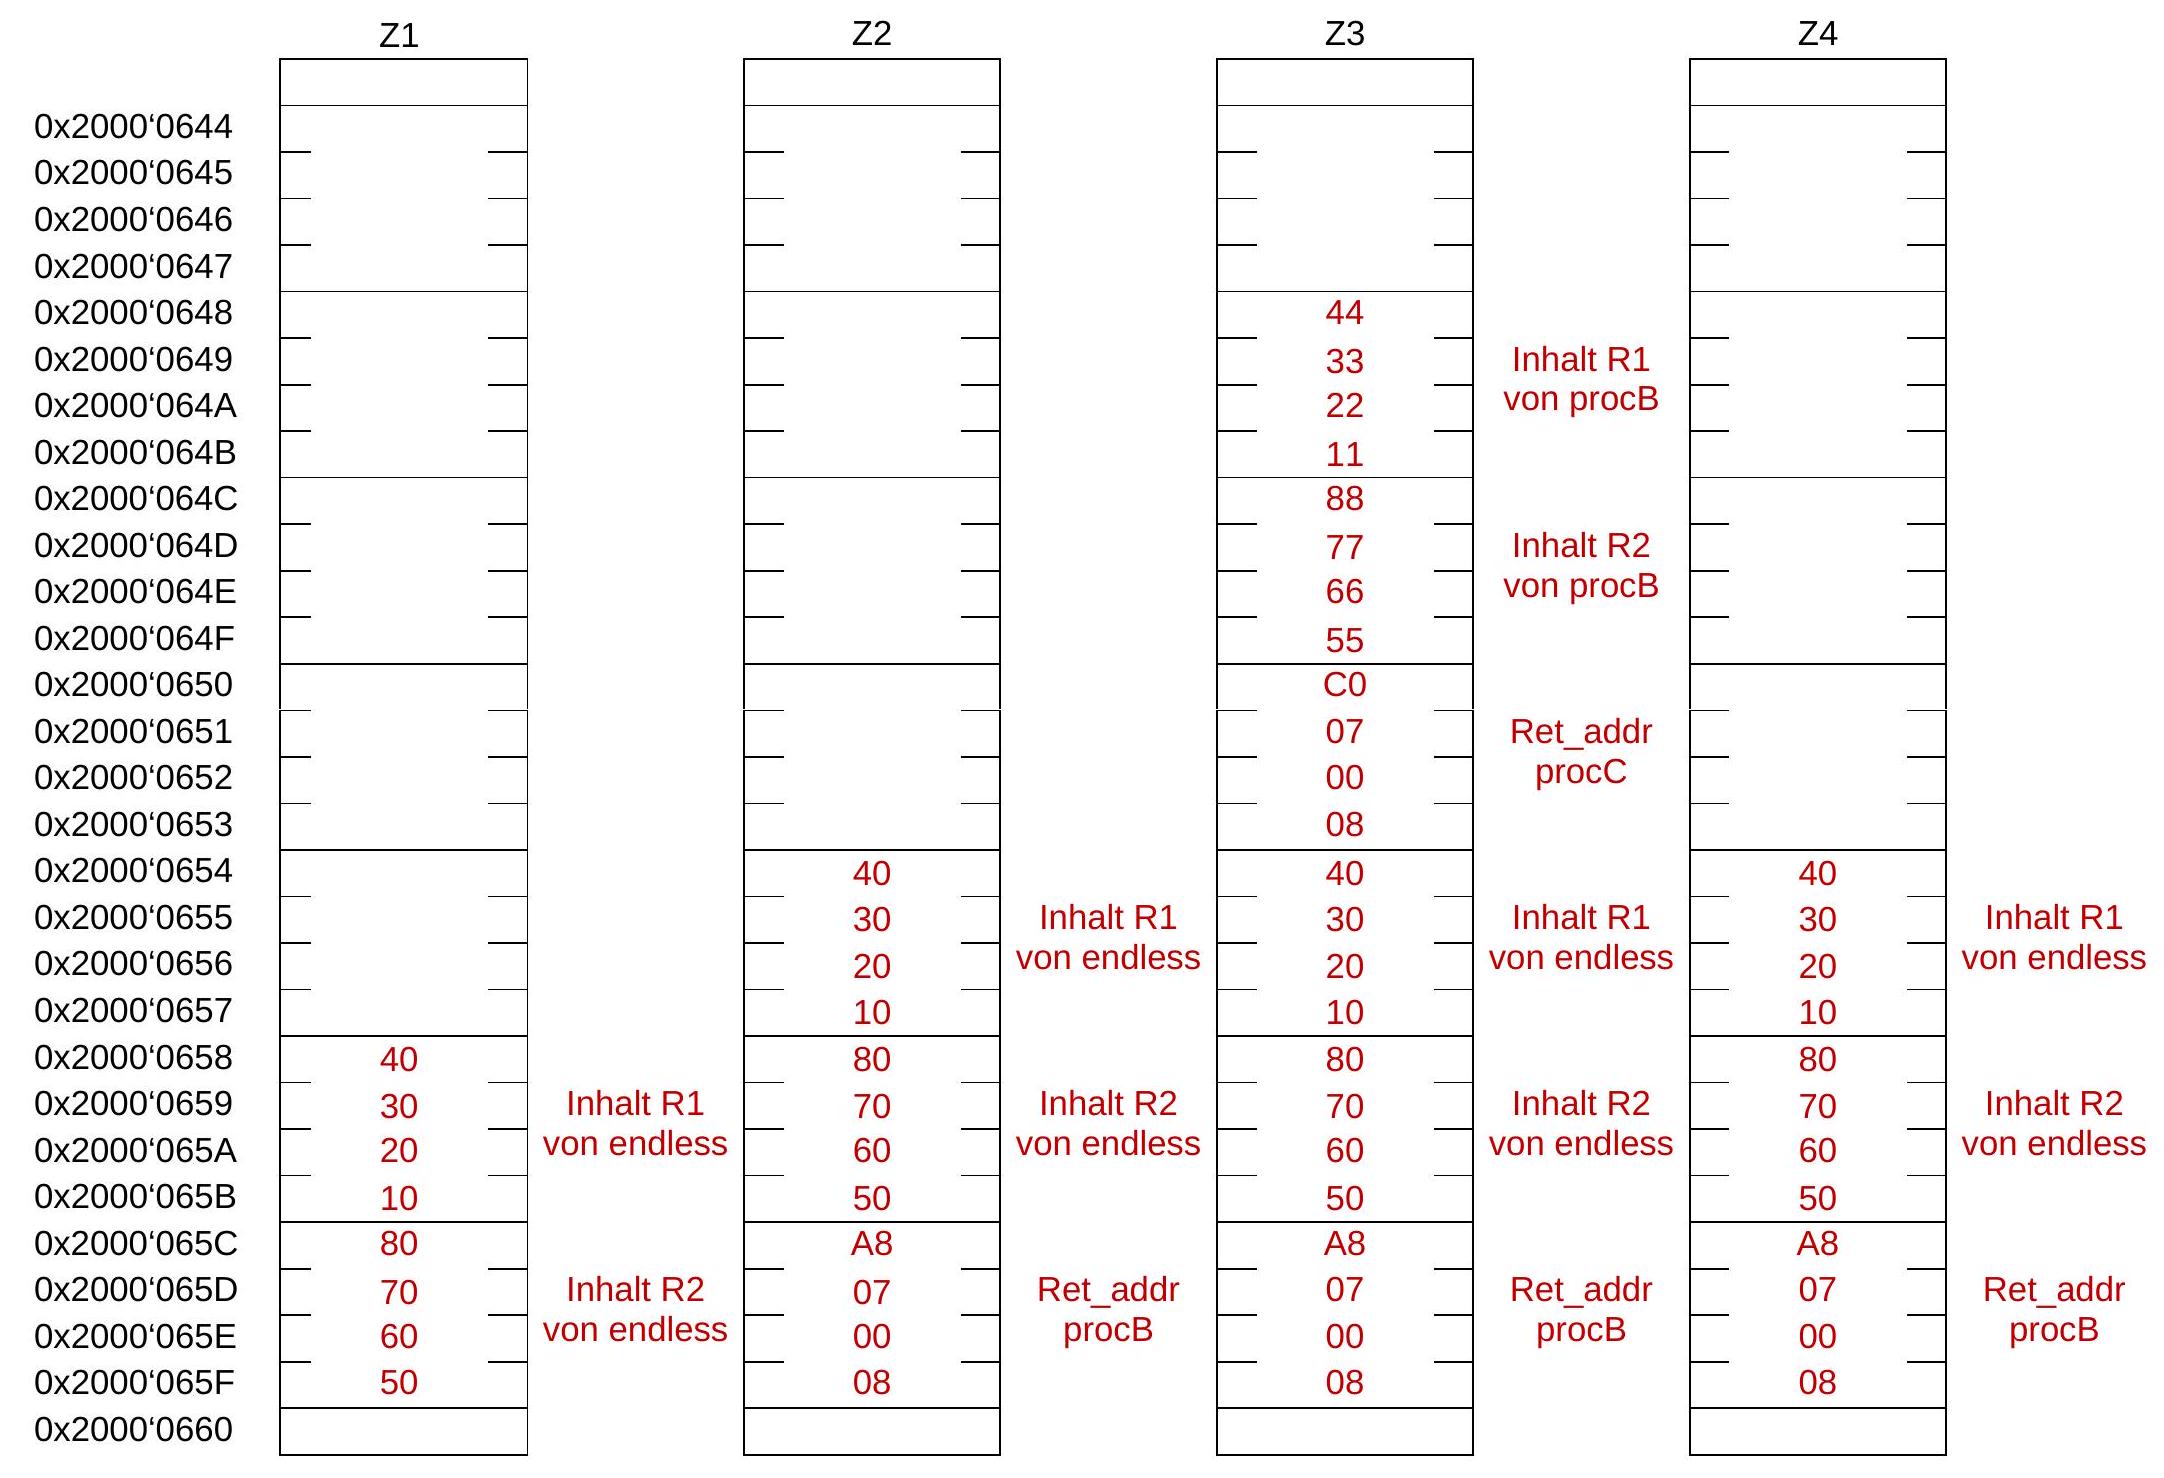 Z1 Z2 Z3 Z4
0x2000‘0644
0x2000‘0645
0x2000‘0646
0x2000‘0647
0x2000‘0648 44
0x2000‘0649 33 Inhalt R1
0x2000‘064A 22 von procB
0x2000‘064B 11
0x2000‘064C 88
0x2000‘064D 77 Inhalt R2
0x2000‘064E 66 von procB
0x2000‘064F 55
0x2000‘0650 C0
0x2000‘0651 07 Ret_addr
0x2000‘0652 00 procC
0x2000‘0653 08
0x2000‘0654 40 40 40
0x2000‘0655 30 Inhalt R1 30 Inhalt R1 30 Inhalt R1
0x2000‘0656 20 von endless 20 von endless 20 von endless
0x2000‘0657 10 10 10
0x2000‘0658 40 80 80 80
0x2000‘0659 30 Inhalt R1 70 Inhalt R2 70 Inhalt R2 70 Inhalt R2
0x2000‘065A 20 von endless 60 von endless 60 von endless 60 von endless
0x2000‘065B 10 50 50 50
0x2000‘065C 80 A8 A8 A8
0x2000‘065D 70 Inhalt R2 07 Ret_addr 07 Ret_addr 07 Ret_addr
0x2000‘065E 60 von endless 00 procB 00 procB 00 procB
0x2000‘065F 50 08 08 08
0x2000‘0660